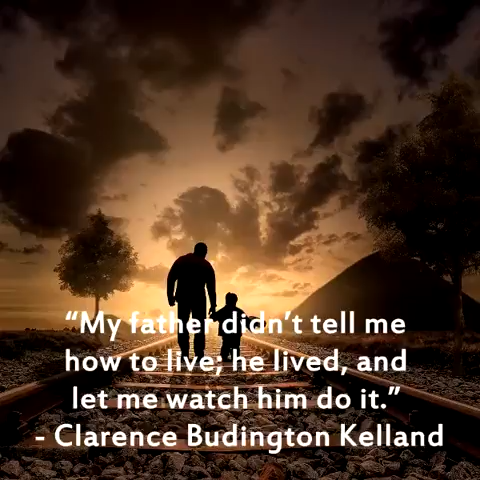 “My father didn’t tell me
how to live; he lived, and
let me watch him do it.”
- Clarence Budington Kelland